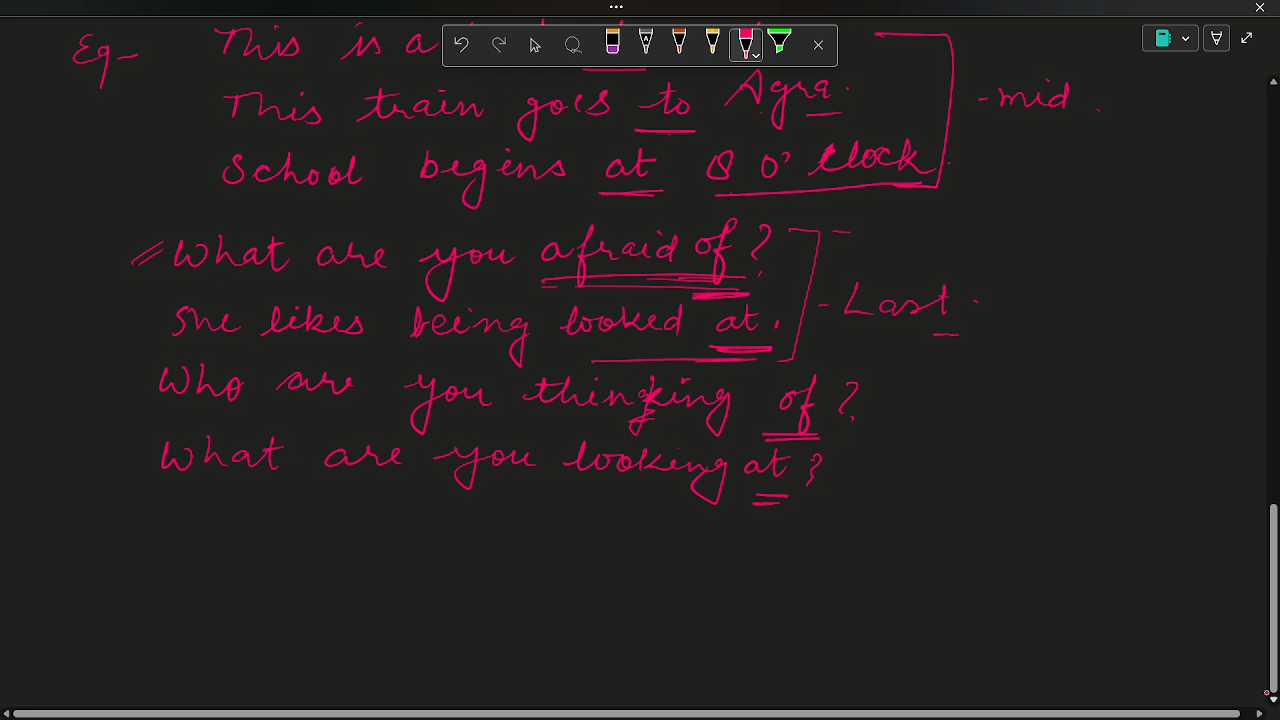 Eg- This is a
This train goes to Agra. -mid.
School begins at 8 O' Clock.
What are you afraid of?
She likes being looked at. -Last.
Who are you thinking of?
What are you looking at?